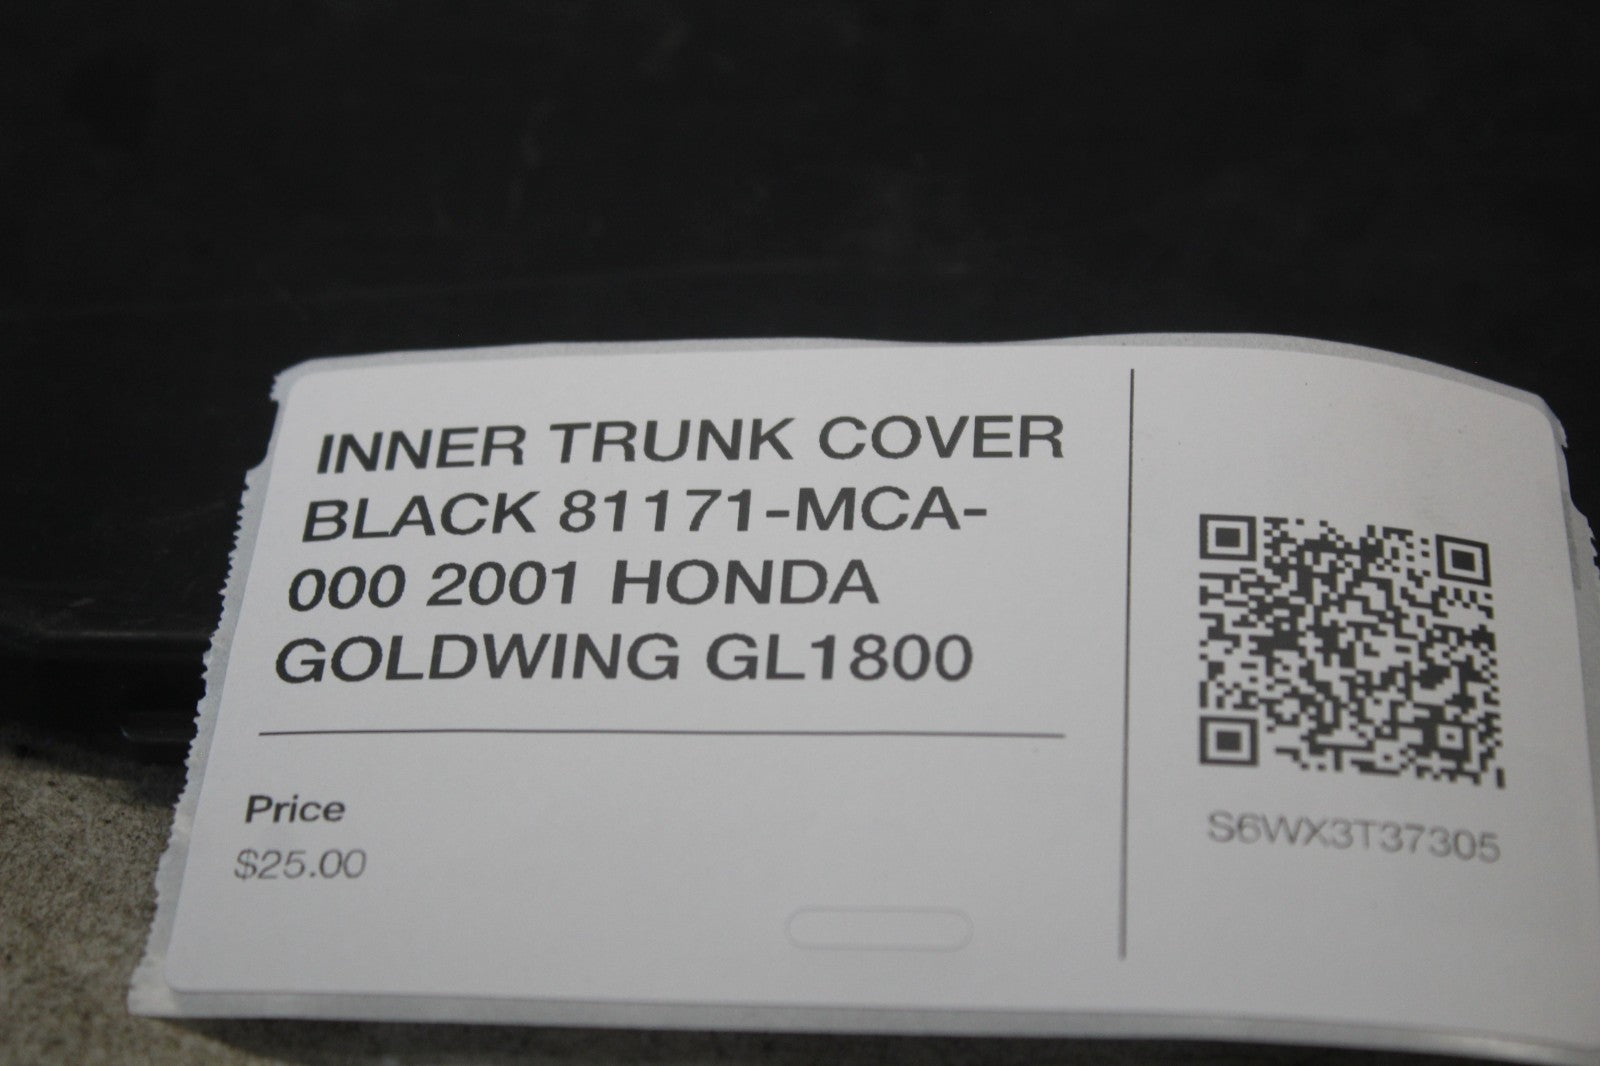 INNER TRUNK COVER
BLACK 81171-MCA-
000 2001 HONDA
GOLDWING GL1800
Price
$25.00
S6WX3T37305